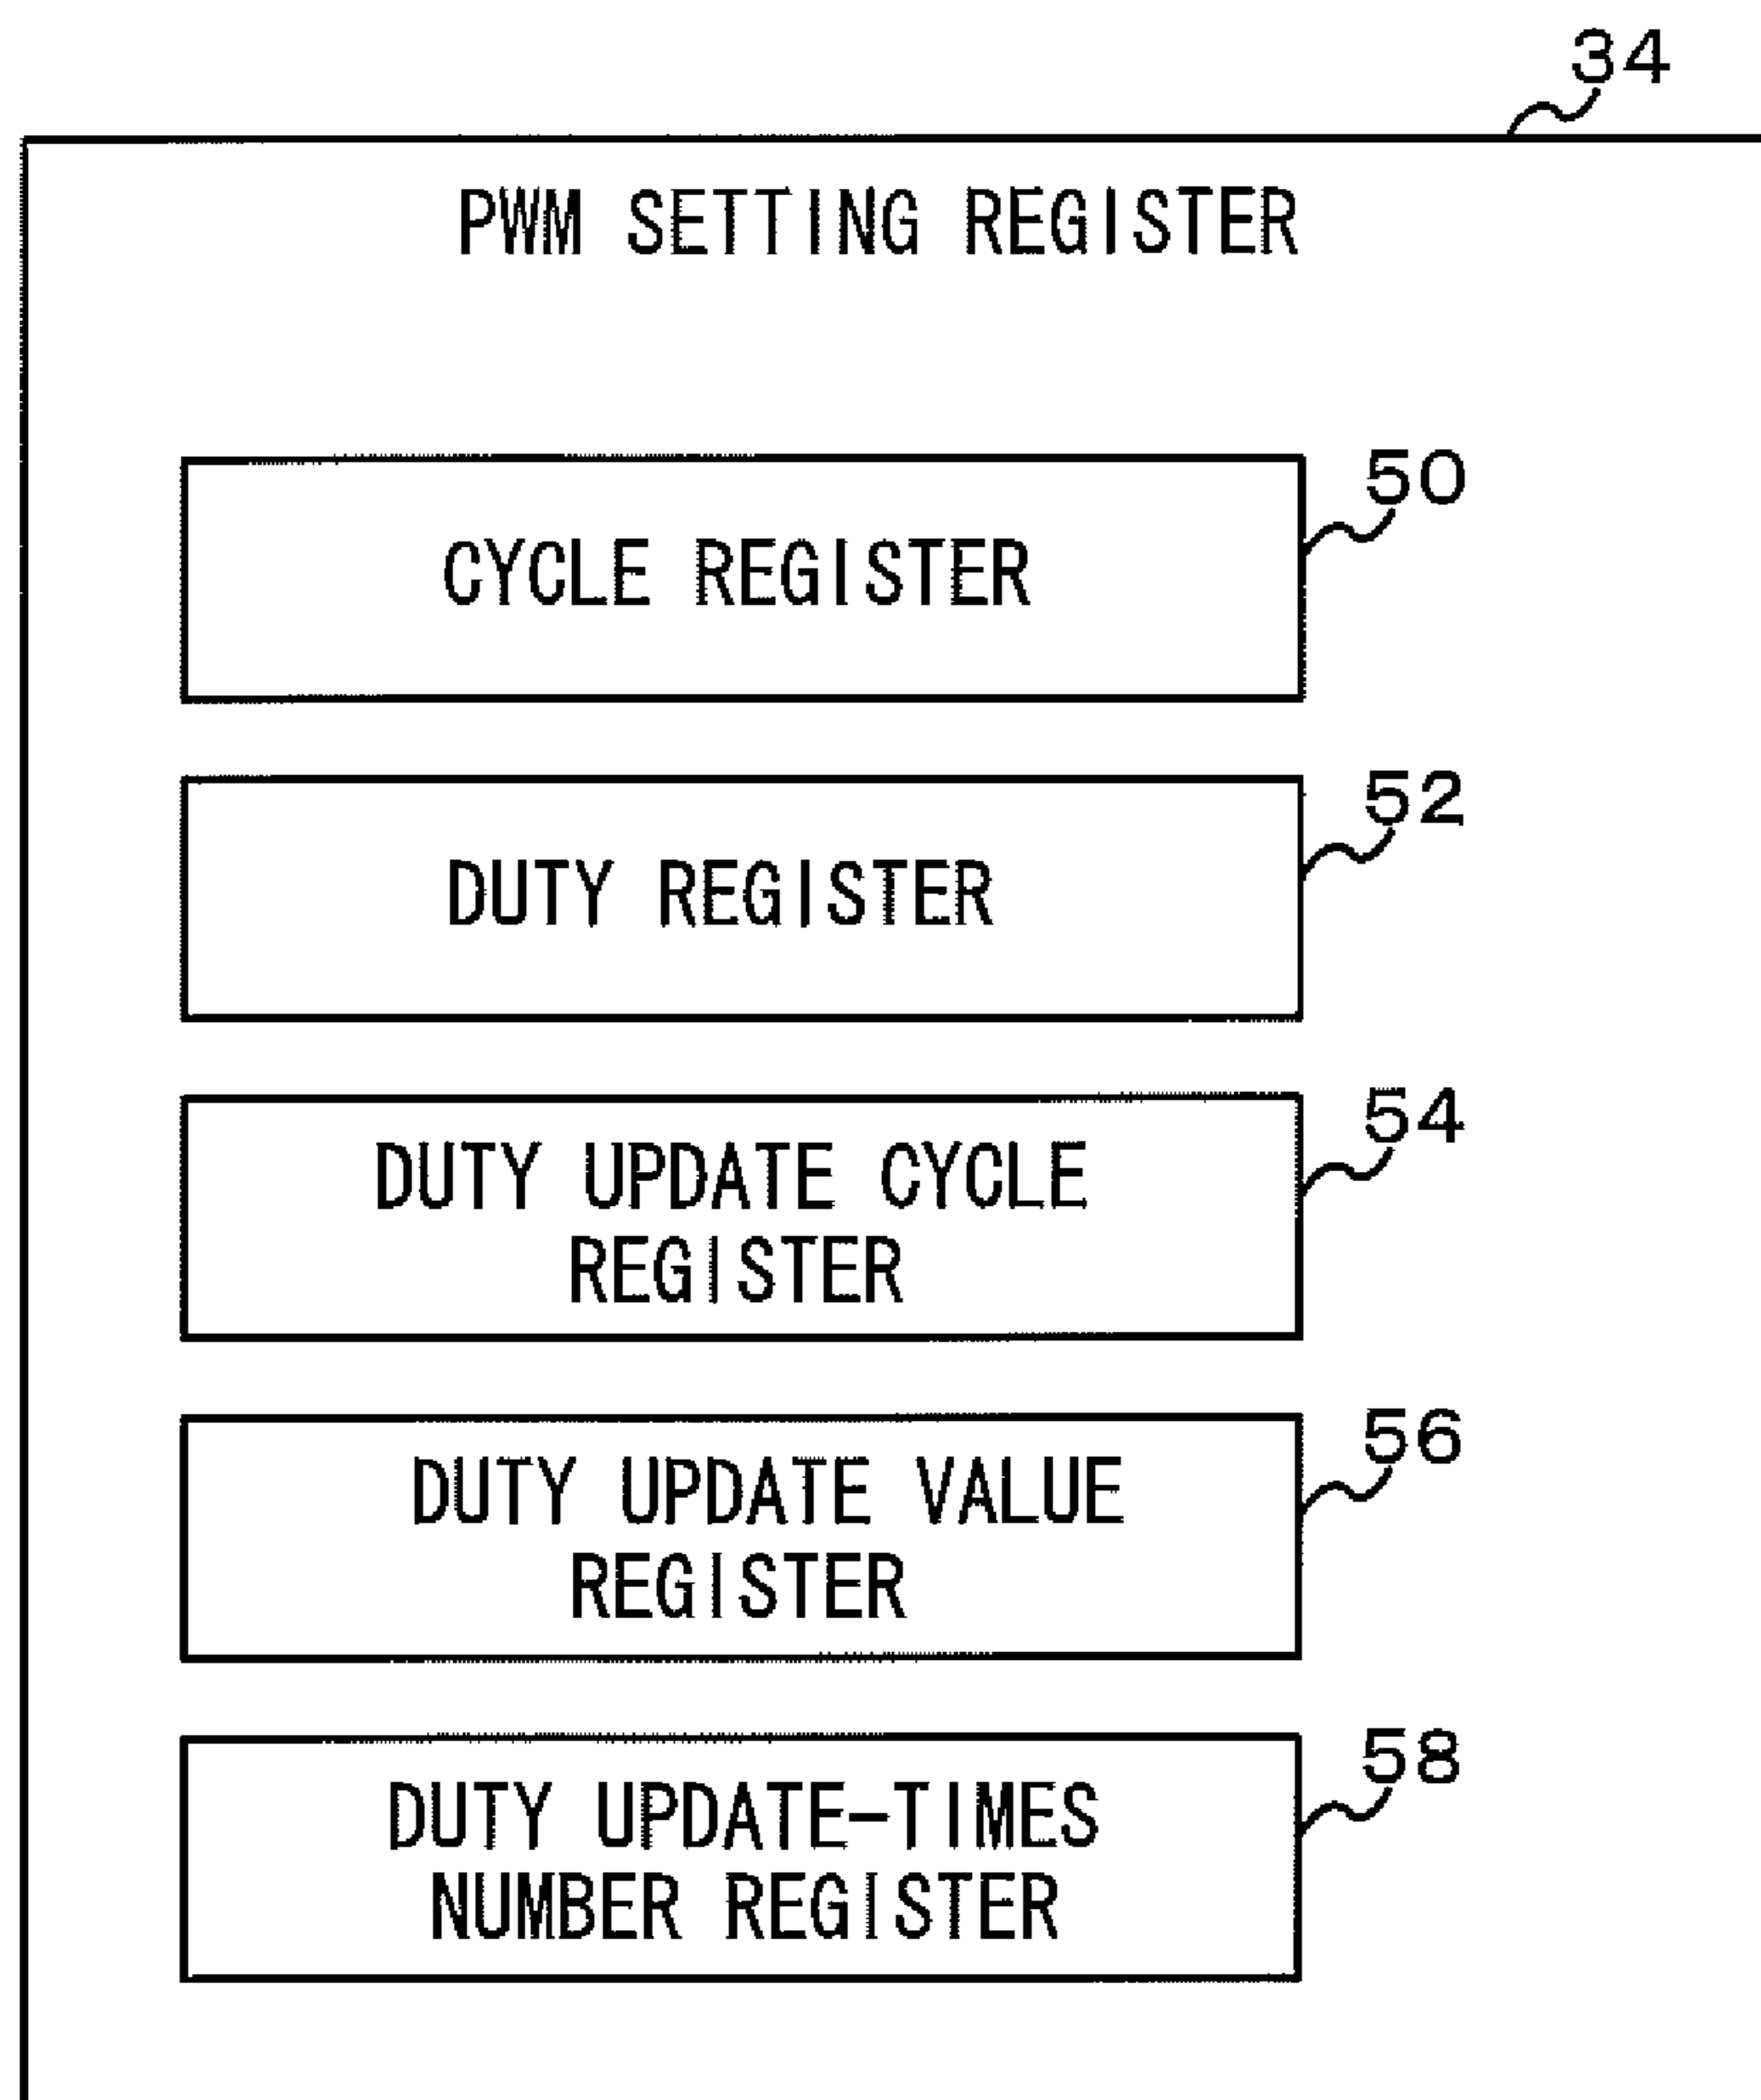 34
PWM SETTING REGISTER
50
CYCLE REGISTER
52
DUTY REGISTER
54
DUTY UPDATE CYCLE
REGISTER
56
DUTY UPDATE VALUE
REGISTER
58
DUTY UPDATE-TIMES
NUMBER REGISTER